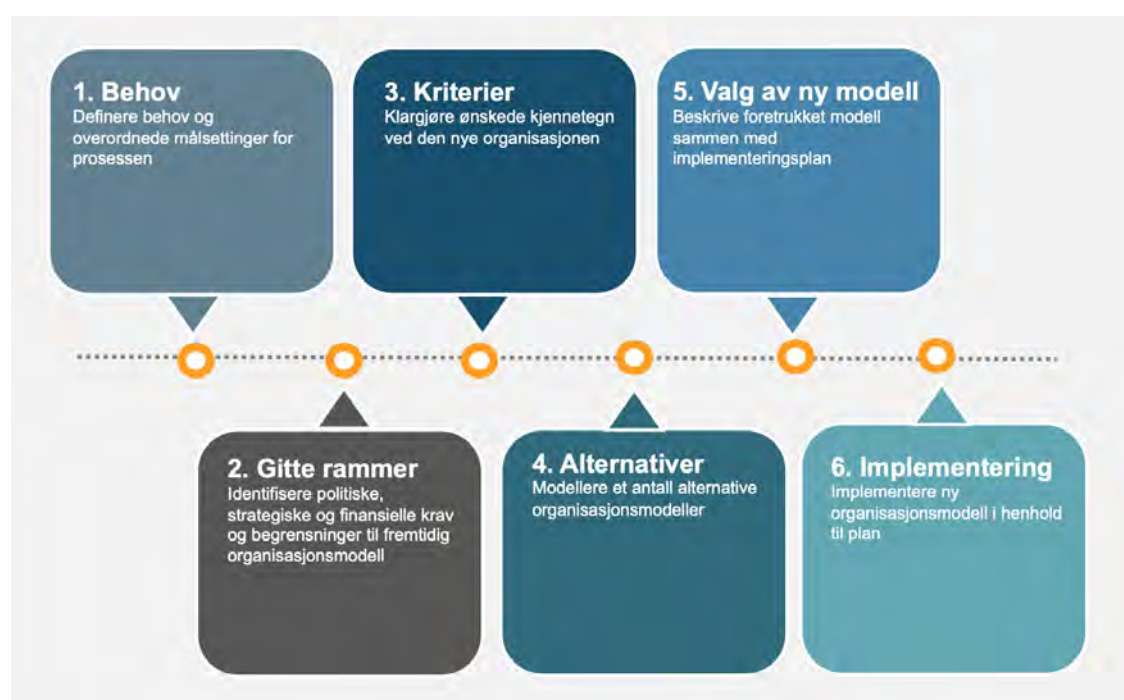 1. Behov
Definere behov og
overordnede målsettinger for
prosessen
2. Gitte rammer
Identifisere politiske,
strategiske og finansielle krav
og begrensninger til fremtidig
organisasjonsmodell
3. Kriterier
Klargjøre ønskede kjennetegn
ved den nye organisasjonen
4. Alternativer
Modellere et antall alternative
organisasjonsmodeller
5. Valg av ny modell
Beskrive foretrukket modell
sammen med
implementeringsplan
6. Implementering
Implementere ny
organisasjonsmodell i henhold
til plan